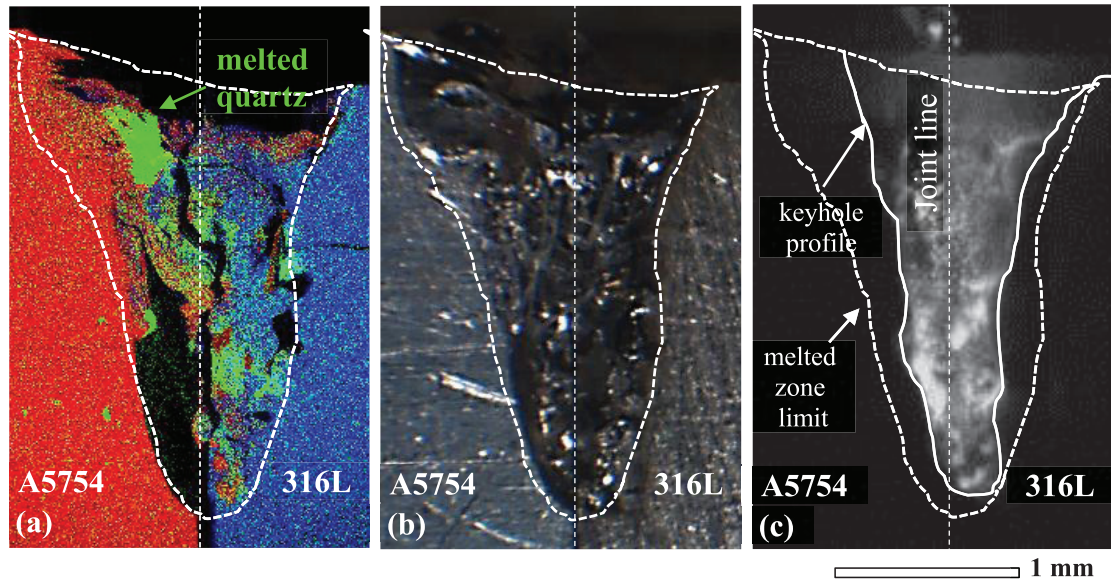 melted
quartz
A5754
316L
(a)
A5754
316L
(b)
Joint line
keyhole
profile
melted
zone
limit
A5754
316L
(c)
1 mm